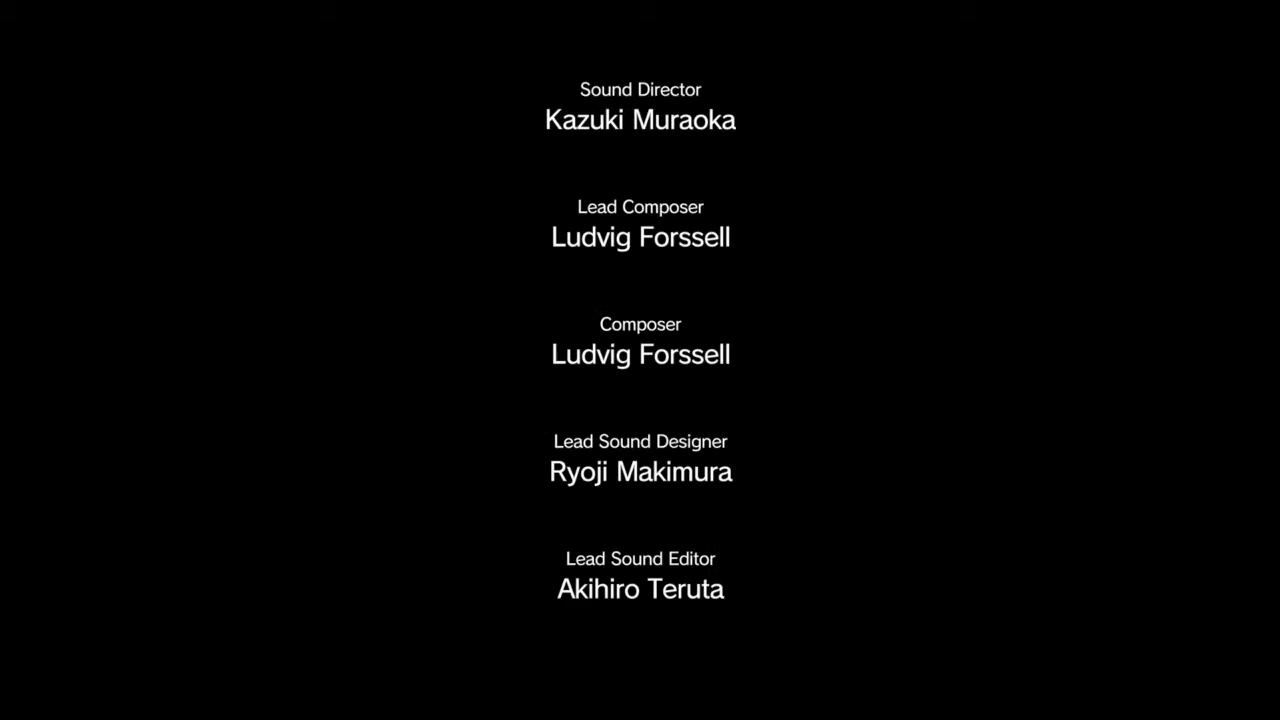 Sound Director
Kazuki Muraoka
Lead Composer
Ludvig Forssell
Composer
Ludvig Forssell
Lead Sound Designer
Ryoji Makimura
Lead Sound Editor
Akihiro Teruta